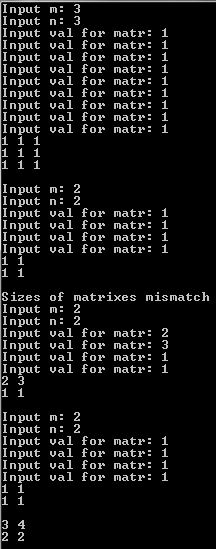 Input m: 3
Input n: 3
Input val for matr: 1
Input val for matr: 1
Input val for matr: 1
Input val for matr: 1
Input val for matr: 1
Input val for matr: 1
Input val for matr: 1
Input val for matr: 1
Input val for matr: 1
1 1 1
1 1 1
1 1 1
Input m: 2
Input n: 2
Input val for matr: 1
Input val for matr: 1
Input val for matr: 1
Input val for matr: 1
1 1
1 1
Sizes of matrixes mismatch
Input m: 2
Input n: 2
Input val for matr: 2
Input val for matr: 3
Input val for matr: 1
Input val for matr: 1
2 3
1 1
Input m: 2
Input n: 2
Input val for matr: 1
Input val for matr: 1
Input val for matr: 1
Input val for matr: 1
1 1
1 1
3 4
2 2